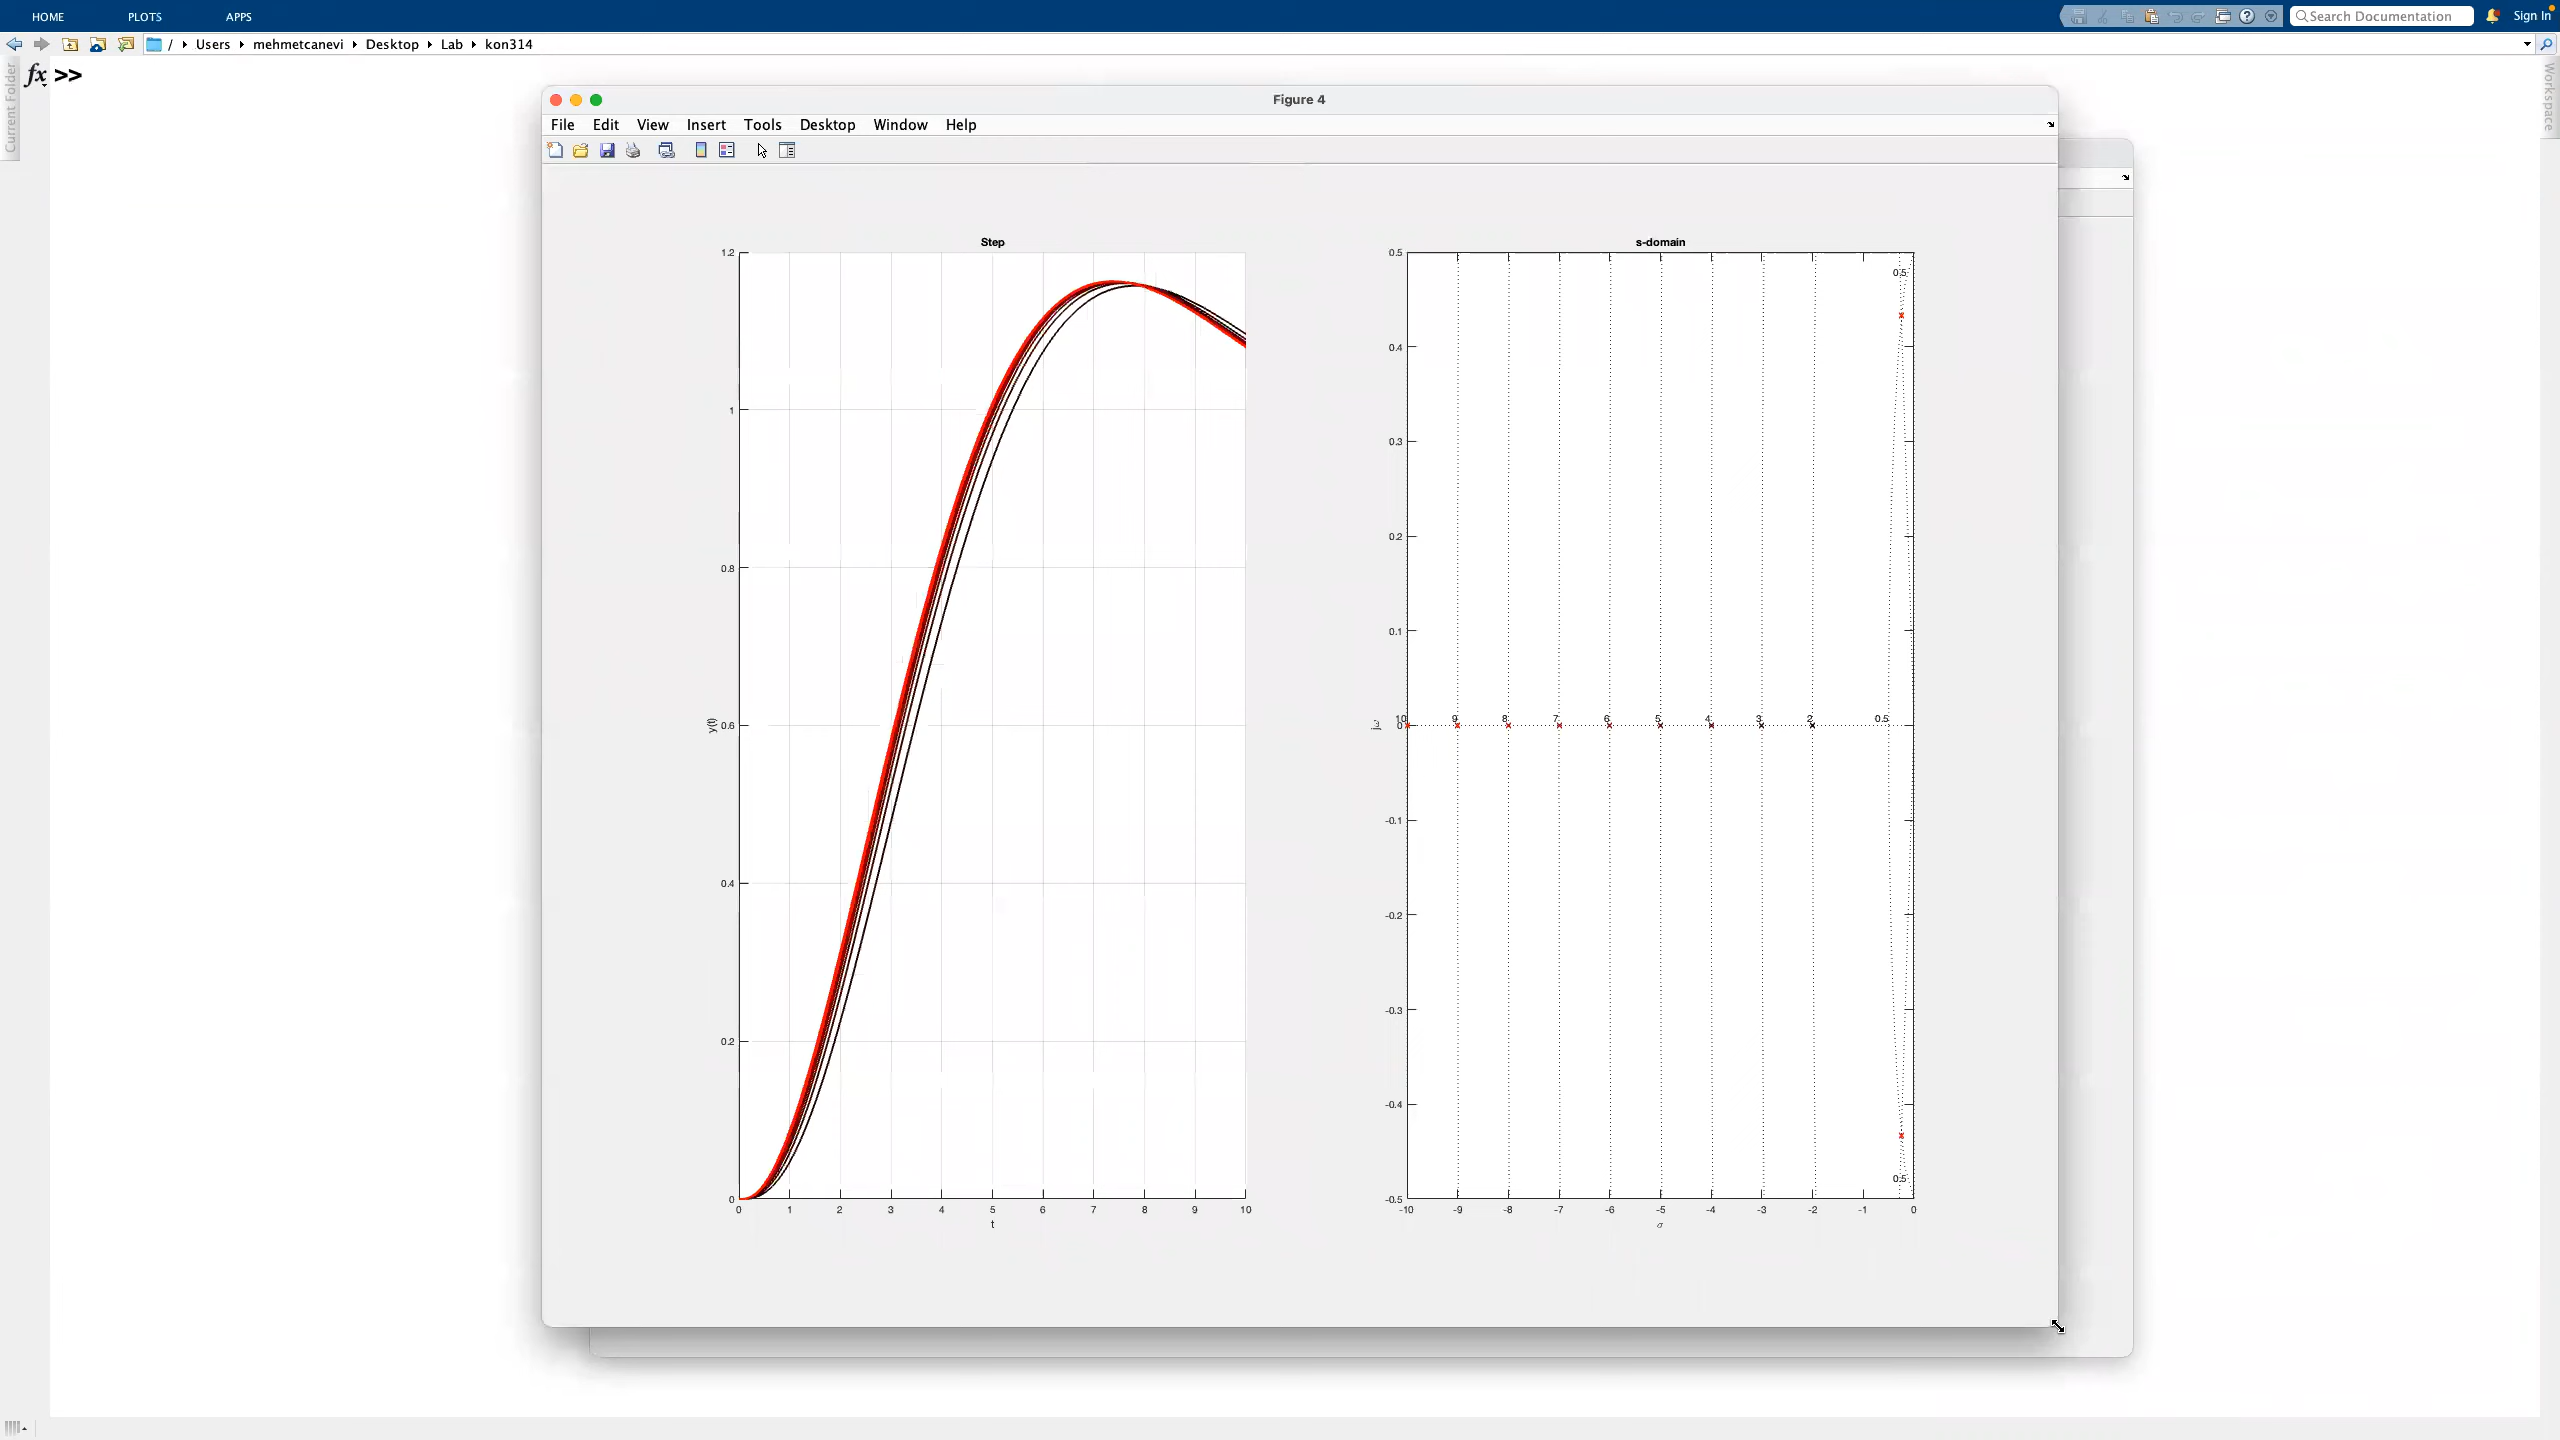 HOME PLOTS APPS
Search Documentation Sign In
/ Users mehmetcanevi Desktop Lab kon314
Current Folder
fx >>
Workspace
Figure 4
File Edit View Insert Tools Desktop Window Help
Step
1.2
1
0.8
0.6
0.4
0.2
0
y(t)
0 1 2 3 4 5 6 7 8 9 10
t
s-domain
0.5
0.4
0.3
0.2
0.1
0
-0.1
-0.2
-0.3
-0.4
-0.5
jω
0.5
10 9 8 7 6 5 4 3 2 0.5
0.5
-10 -9 -8 -7 -6 -5 -4 -3 -2 -1 0
σ